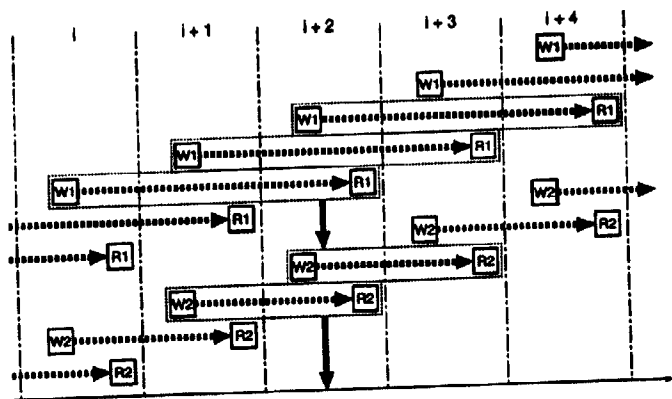 i i + 1 i + 2 i + 3 i + 4
W1
W1
W1 R1
W1 R1
W1 R1
R1 W2
W2 R2
R1 W2 R2
W2 R2
W2 R2
R2